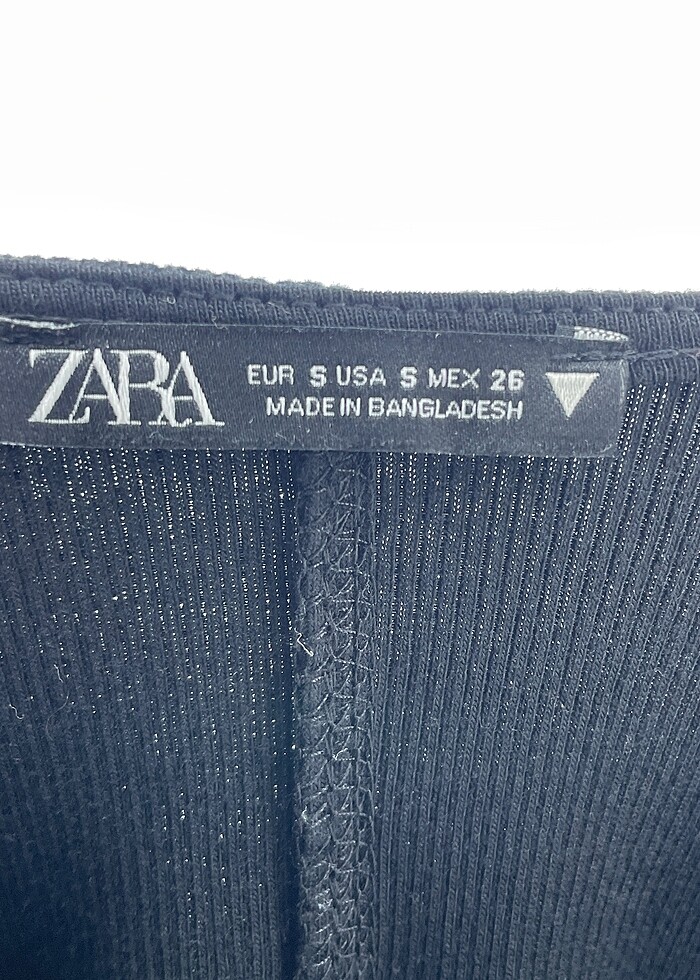 ZARA
EUR S USA S MEX 26
MADE IN BANGLADESH